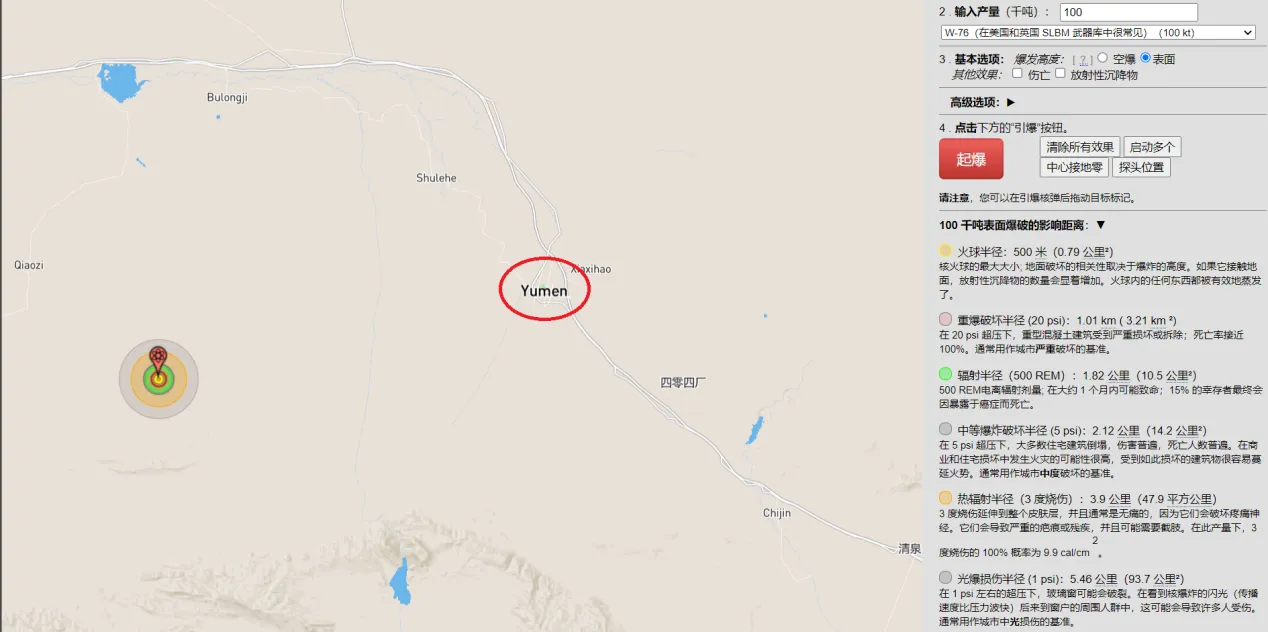 Bulongji
Shulehe
Qiaozi
Xiaxihao
Yumen
四零四厂
Chijin
清泉
2 . 输入产量（千吨）: 100
W-76（在美国和英国 SLBM 武器库中很常见） (100 kt)
3 . 基本选项: 爆发高度: [ ? ] 空爆 表面
其他效果: 伤亡 放射性沉降物
高级选项: ▶
4 . 点击下方的“引爆”按钮。
起爆
清除所有效果 启动多个
中心接地零 探头位置
请注意，您可以在引爆核弹后拖动目标标记。
100 千吨表面爆破的影响距离: ▼
火球半径: 500 米（0.79 公里²）
核火球的最大大小; 地面破坏的相关性取决于爆炸的高度。如果它接触地
面，放射性沉降物的数量会显着增加。火球内的任何东西都被有效地蒸发
了。
重爆破坏半径 (20 psi): 1.01 km ( 3.21 km ²)
在 20 psi 超压下，重型混凝土建筑受到严重损坏或拆除；死亡率接近
100%。通常用作城市严重破坏的基准。
辐射半径（500 REM）: 1.82 公里（10.5 公里²）
500 REM电离辐射剂量; 在大约 1 个月内可能致命；15% 的幸存者最终会
因暴露于癌症而死亡。
中等爆炸破坏半径 (5 psi): 2.12 公里（14.2 公里²）
在 5 psi 超压下，大多数住宅建筑倒塌，伤害普遍，死亡人数普遍。在商
业和住宅损坏中发生火灾的可能性很高，受到如此损坏的建筑物很容易蔓
延火势。通常用作城市中度破坏的基准。
热辐射半径（3 度烧伤）: 3.9 公里（47.9 平方公里）
3 度烧伤延伸到整个皮肤层，并且通常是无痛的，因为它们会破坏疼痛神
经。它们会导致严重的疤痕或残疾，并且可能需要截肢。在此产量下，3
度烧伤的 100% 概率为 9.9 cal/cm ²。
光爆损伤半径 (1 psi): 5.46 公里（93.7 公里²）
在 1 psi 左右的超压下，玻璃窗可能会破裂。在看到核爆炸的闪光（传播
速度比压力波快）后来到窗户的周围人群中，这可能会导致许多人受伤。
通常用作城市中光损伤的基准。